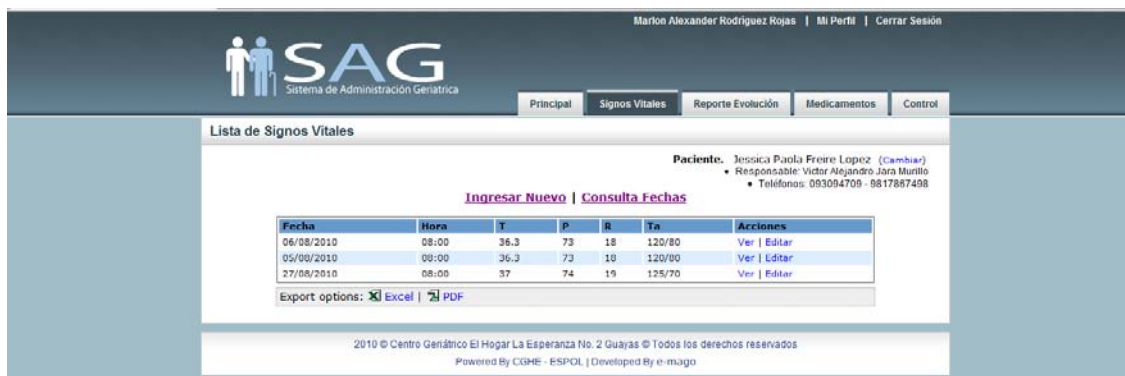 Marlon Alexander Rodriguez Rojas | Mi Perfil | Cerrar Sesión
SAG
Sistema de Administración Geriatrica
Principal Signos Vitales Reporte Evolución Medicamentos Control
Lista de Signos Vitales
Paciente. Jessica Paola Freire Lopez (Cambiar)
• Responsable: Victor Alejandro Jara Murillo
• Teléfonos: 093094709 - 9817867498
Ingresar Nuevo | Consulta Fechas
Fecha Hora T P R Ta Acciones
06/08/2010 08:00 36.3 73 18 120/80 Ver | Editar
05/08/2010 08:00 36.3 73 18 120/80 Ver | Editar
27/08/2010 08:00 37 74 19 125/70 Ver | Editar
Export options: Excel | PDF
2010 © Centro Geriátrico El Hogar La Esperanza No. 2 Guayas © Todos los derechos reservados
Powered By CGHE - ESPOL | Developed By e-mago